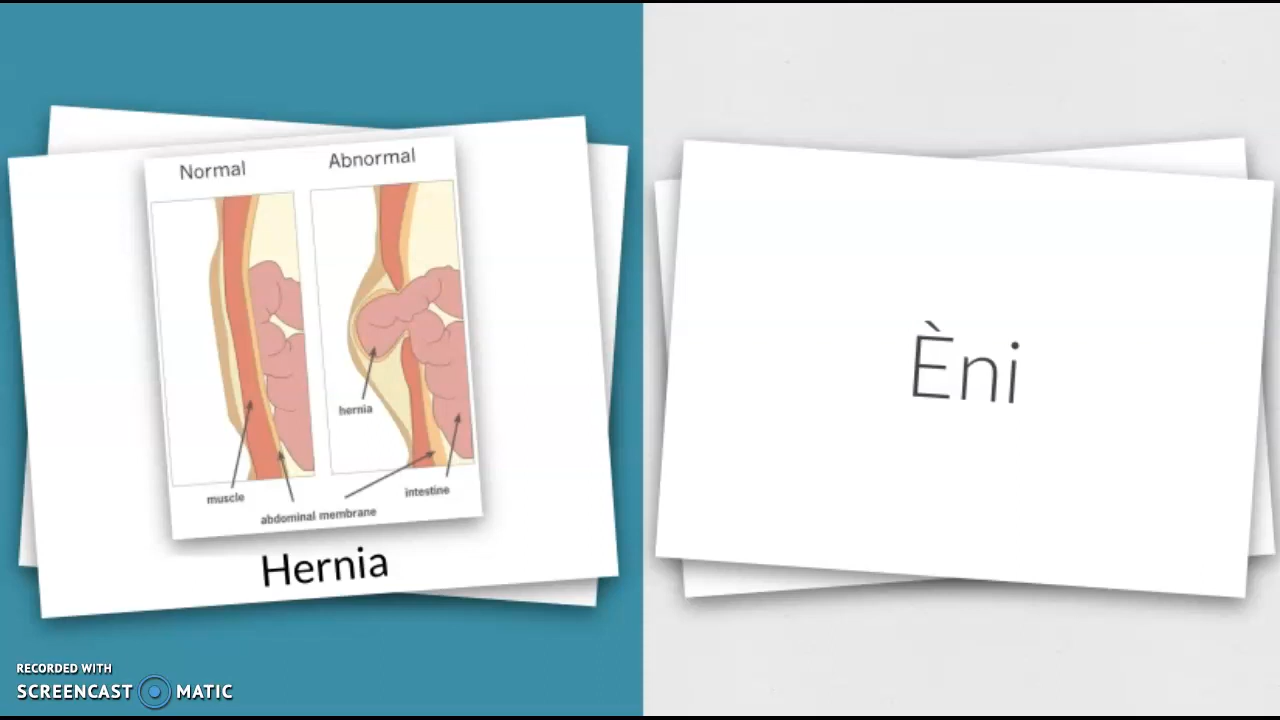 Normal
Abnormal
hernia
muscle
intestine
abdominal membrane
Hernia
Èni
RECORDED WITH
SCREENCAST MATIC